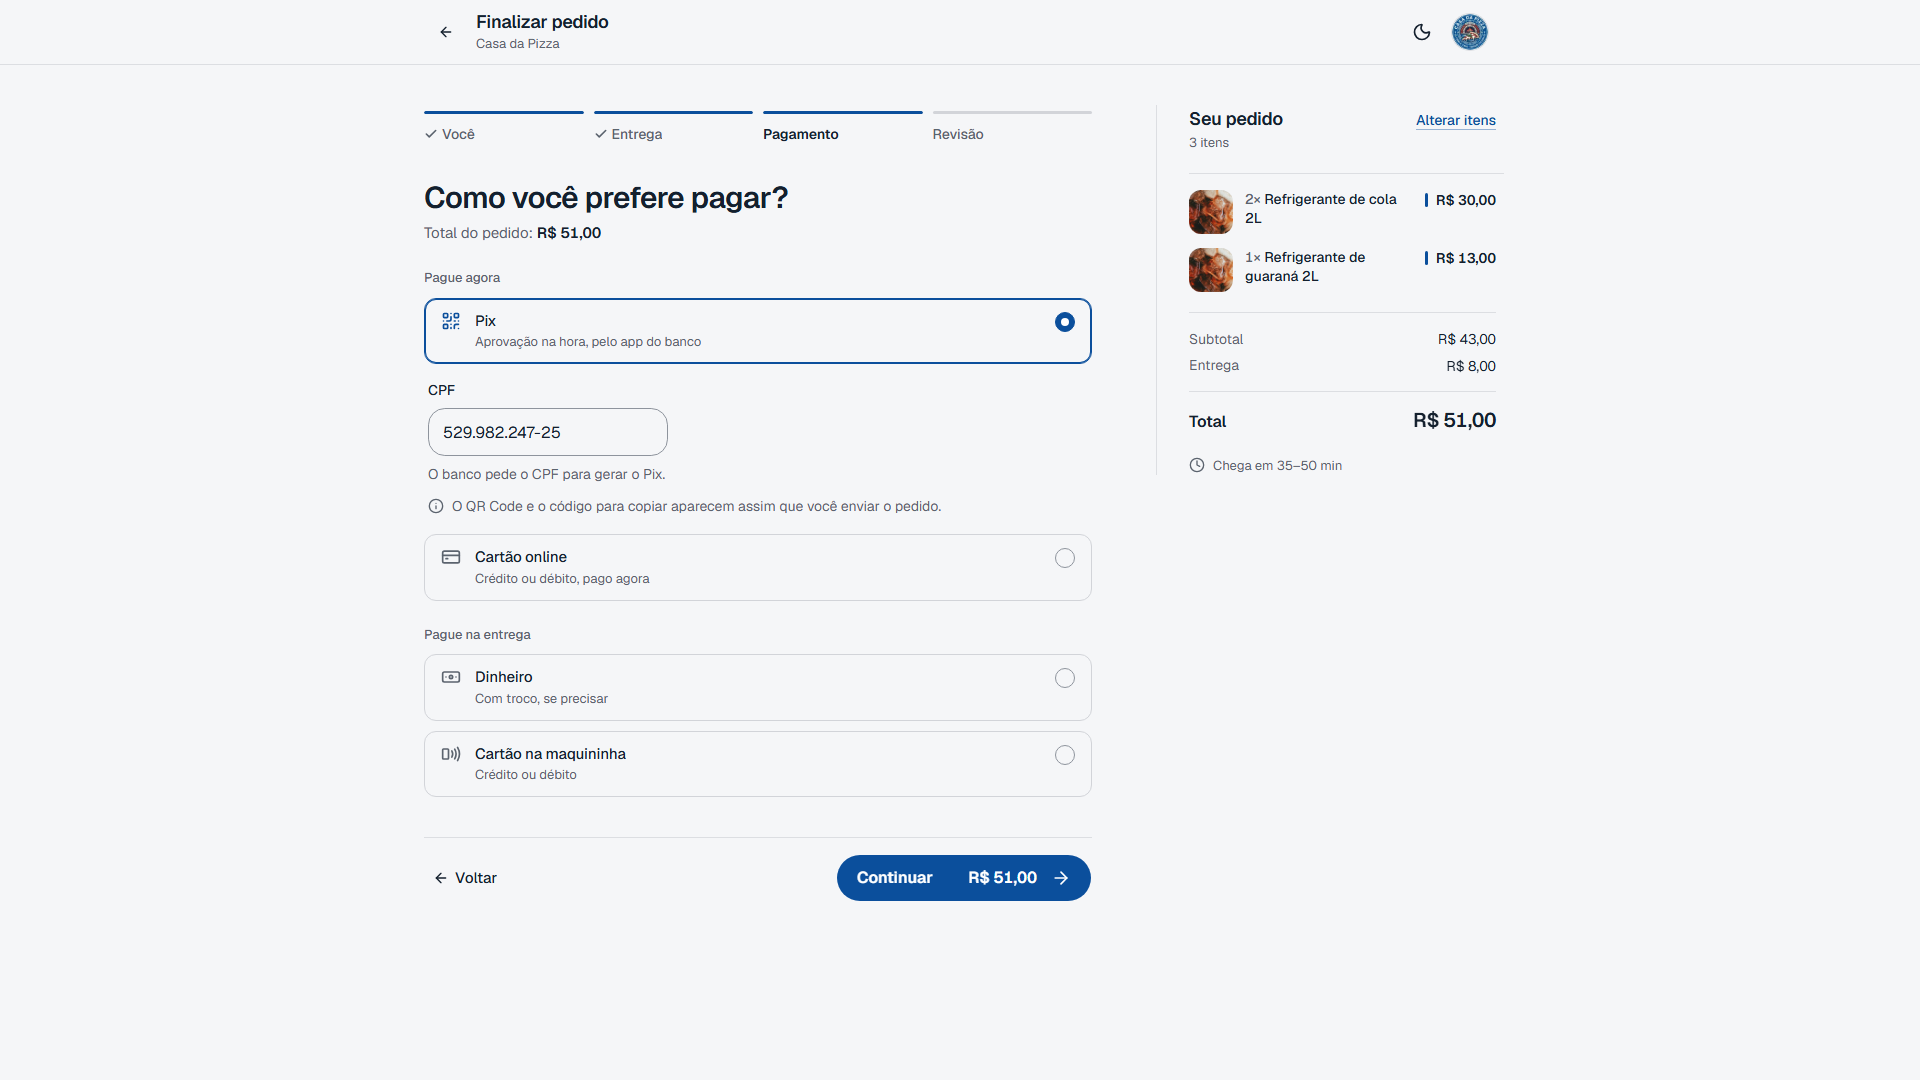 Finalizar pedido
Casa da Pizza
Você
Entrega
Pagamento
Revisão
Como você prefere pagar?
Total do pedido: R$ 51,00
Pague agora
Pix
Aprovação na hora, pelo app do banco
CPF
529.982.247-25
O banco pede o CPF para gerar o Pix.
O QR Code e o código para copiar aparecem assim que você enviar o pedido.
Cartão online
Crédito ou débito, pago agora
Pague na entrega
Dinheiro
Com troco, se precisar
Cartão na maquininha
Crédito ou débito
Voltar
Continuar R$ 51,00
Seu pedido
Alterar itens
3 itens
2× Refrigerante de cola
2L
R$ 30,00
1× Refrigerante de
guaraná 2L
R$ 13,00
Subtotal
R$ 43,00
Entrega
R$ 8,00
Total
R$ 51,00
Chega em 35–50 min